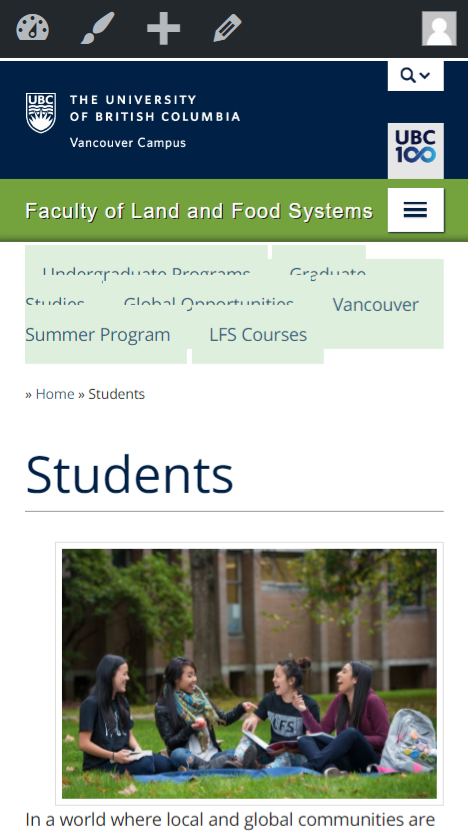 UBC
THE UNIVERSITY
OF BRITISH COLUMBIA
Vancouver Campus
UBC
100
Faculty of Land and Food Systems
Undergraduate Programs Graduate
Studies Global Opportunities Vancouver
Summer Program LFS Courses
» Home » Students
Students
LFS
In a world where local and global communities are